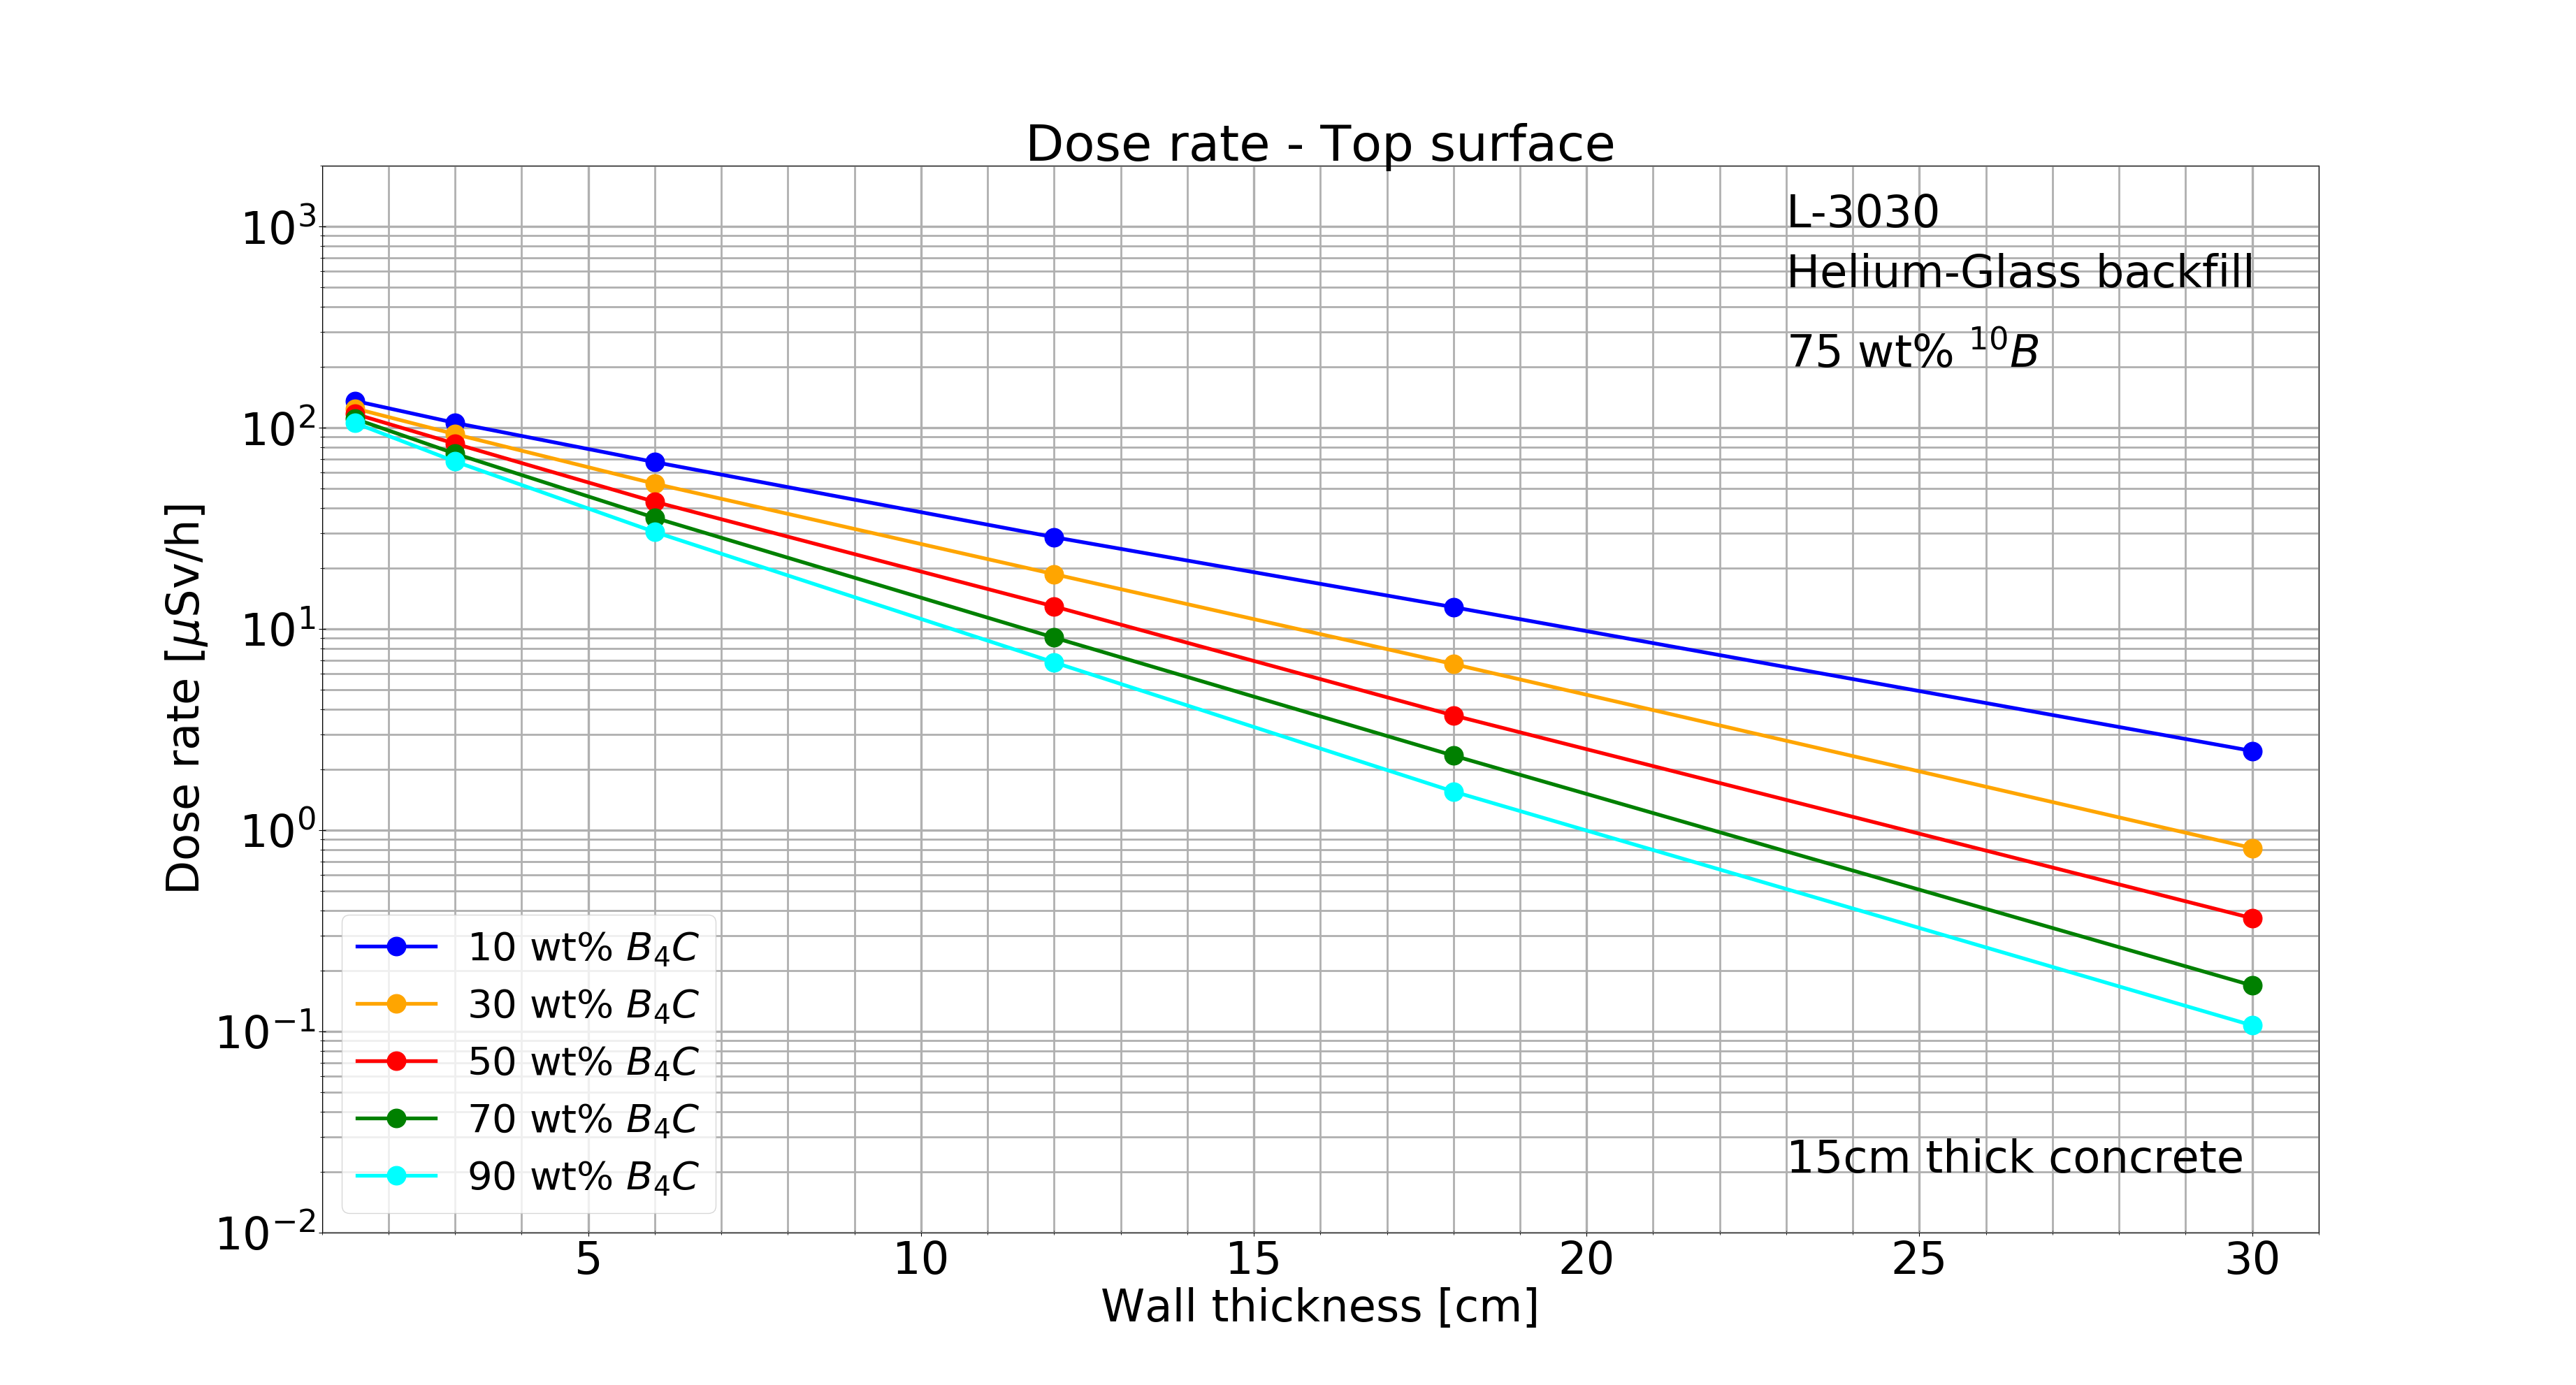 Dose rate - Top surface
L-3030
Helium-Glass backfill
75 wt% ¹⁰B
10³
10²
10¹
10⁰
10⁻¹
10⁻²
Dose rate [μSv/h]
10 wt% B₄C
30 wt% B₄C
50 wt% B₄C
70 wt% B₄C
90 wt% B₄C
15cm thick concrete
5 10 15 20 25 30
Wall thickness [cm]